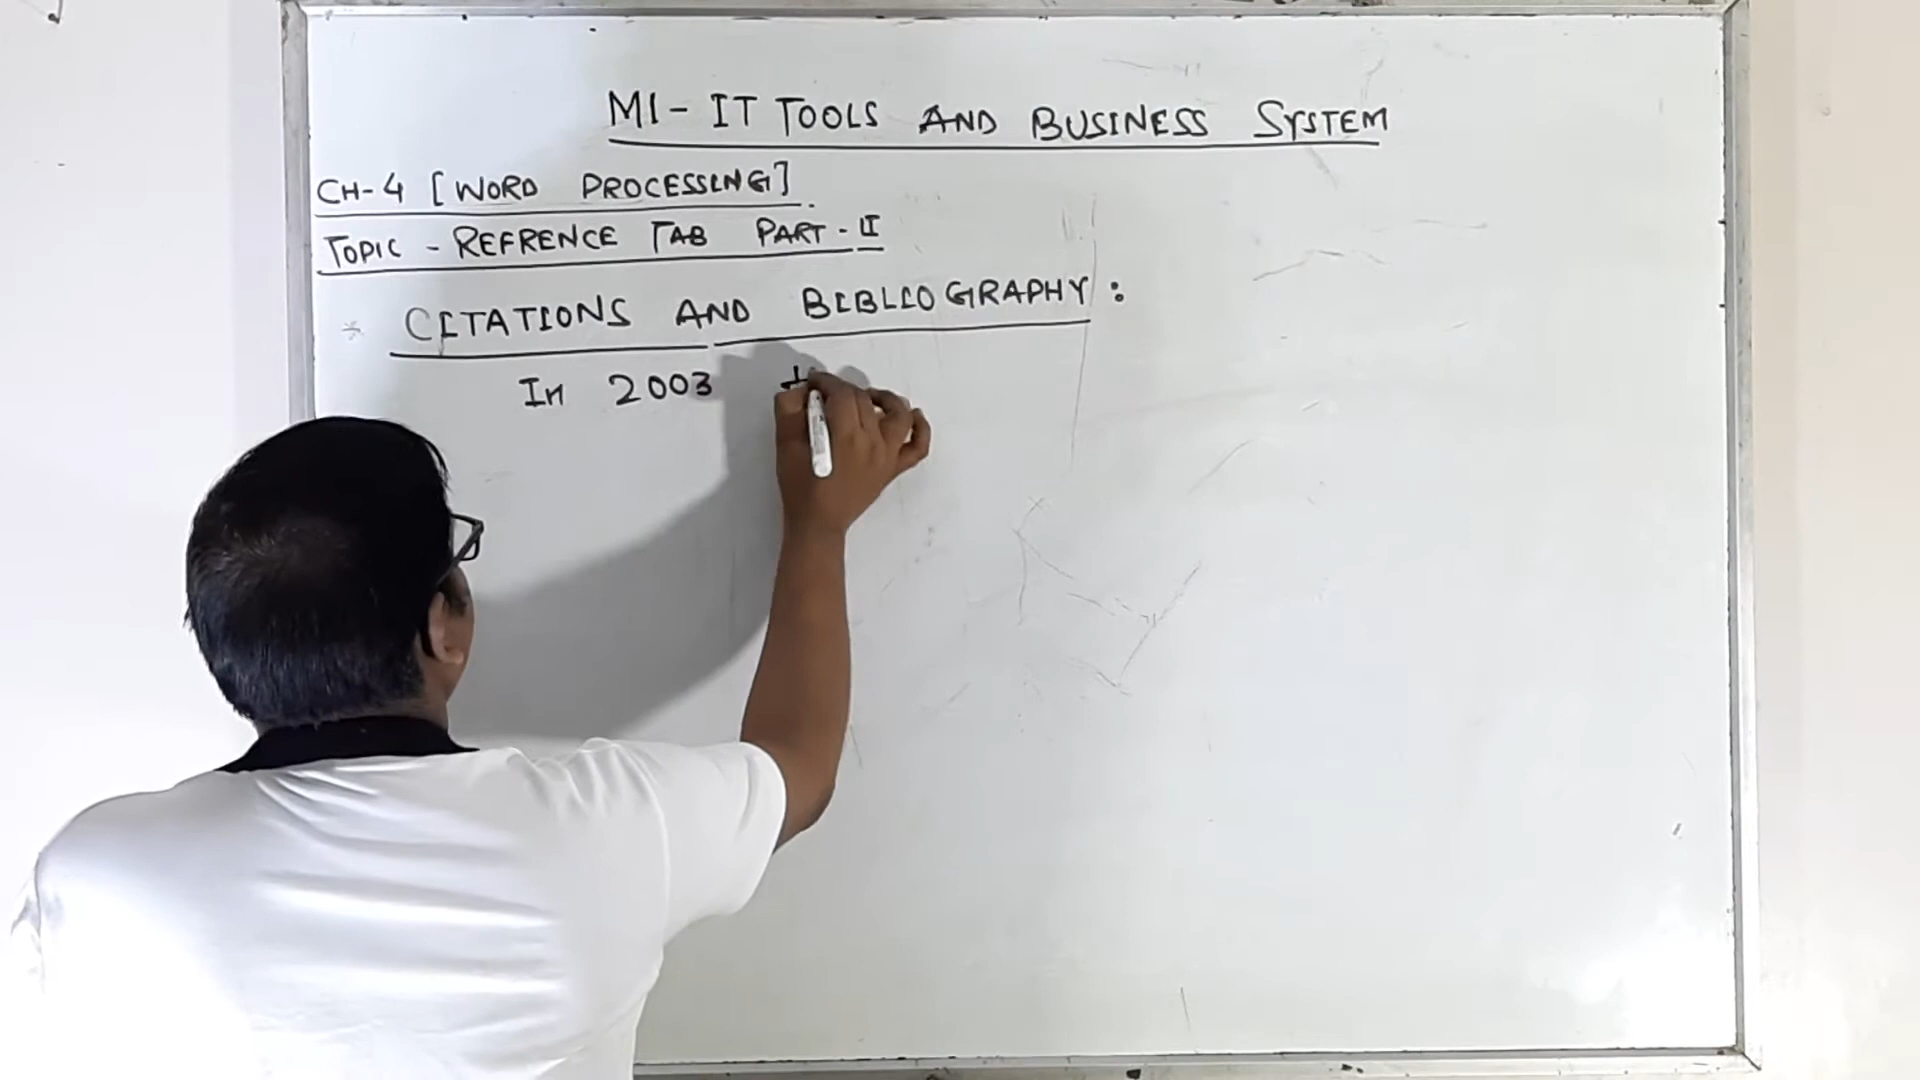 M1- IT TOOLS AND BUSINESS SYSTEM
CH-4 [WORD PROCESSING]
TOPIC - REFRENCE TAB PART-II
* CITATIONS AND BIBLIOGRAPHY:
In 2003